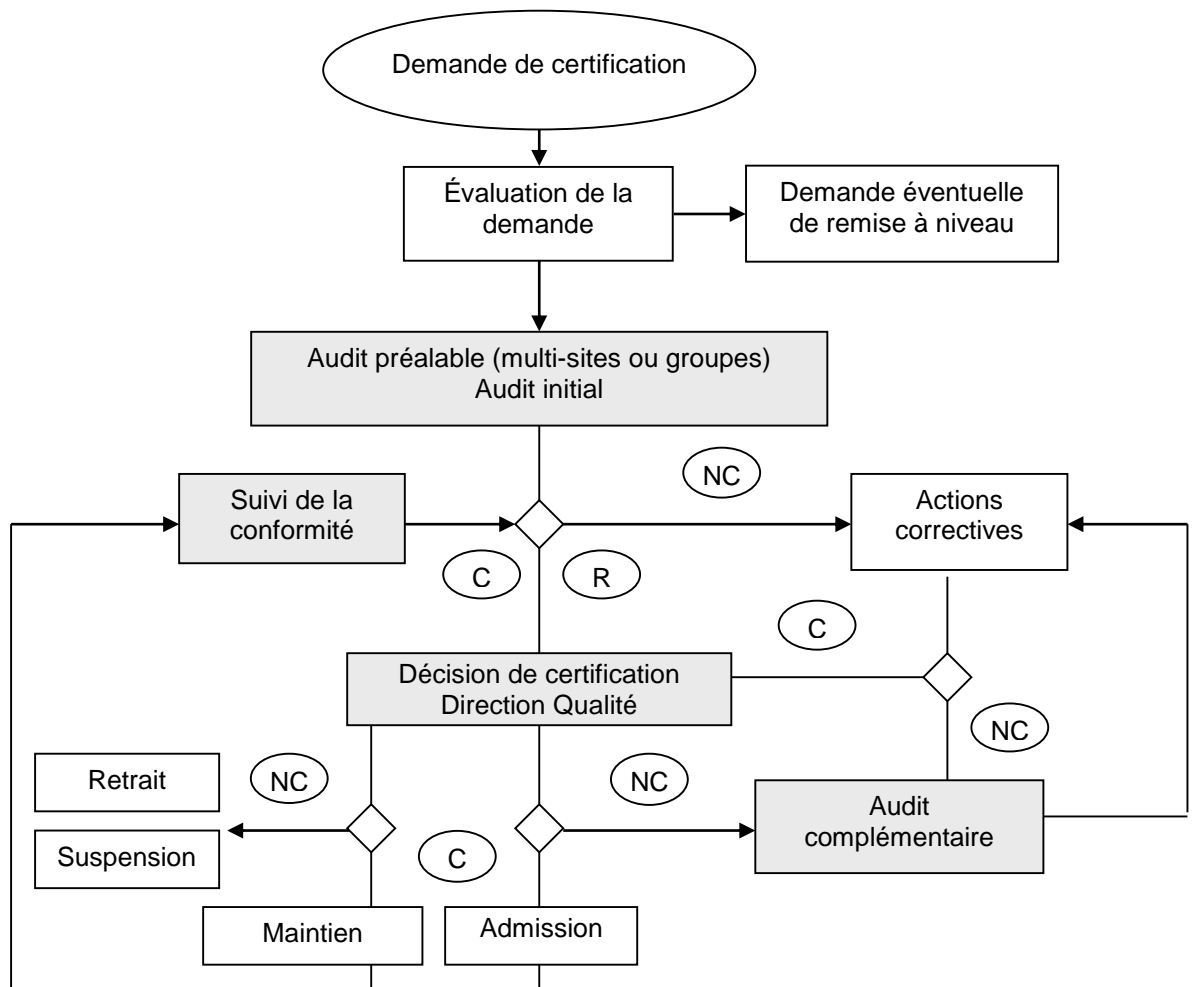 Demande de certification
Évaluation de la
demande
Demande éventuelle
de remise à niveau
Audit préalable (multi-sites ou groupes)
Audit initial
NC
Suivi de la
conformité
Actions
correctives
C
R
C
Décision de certification
Direction Qualité
NC
Retrait
NC
NC
Audit
complémentaire
Suspension
C
Maintien
Admission